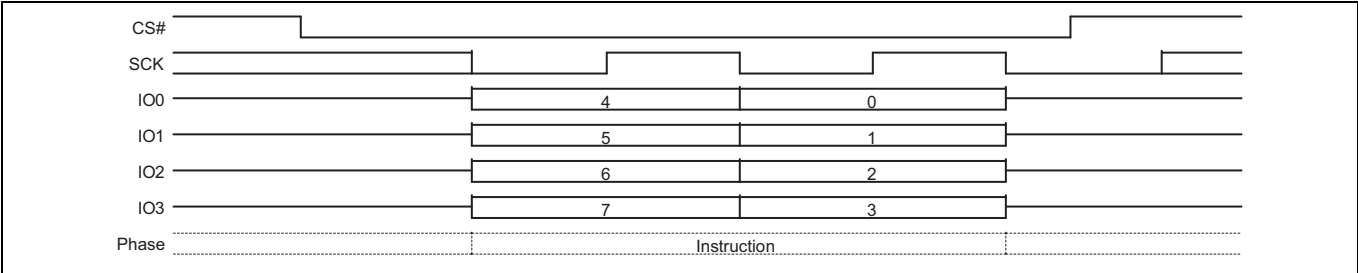 CS#
SCK
IO0 4 0
IO1 5 1
IO2 6 2
IO3 7 3
Phase Instruction